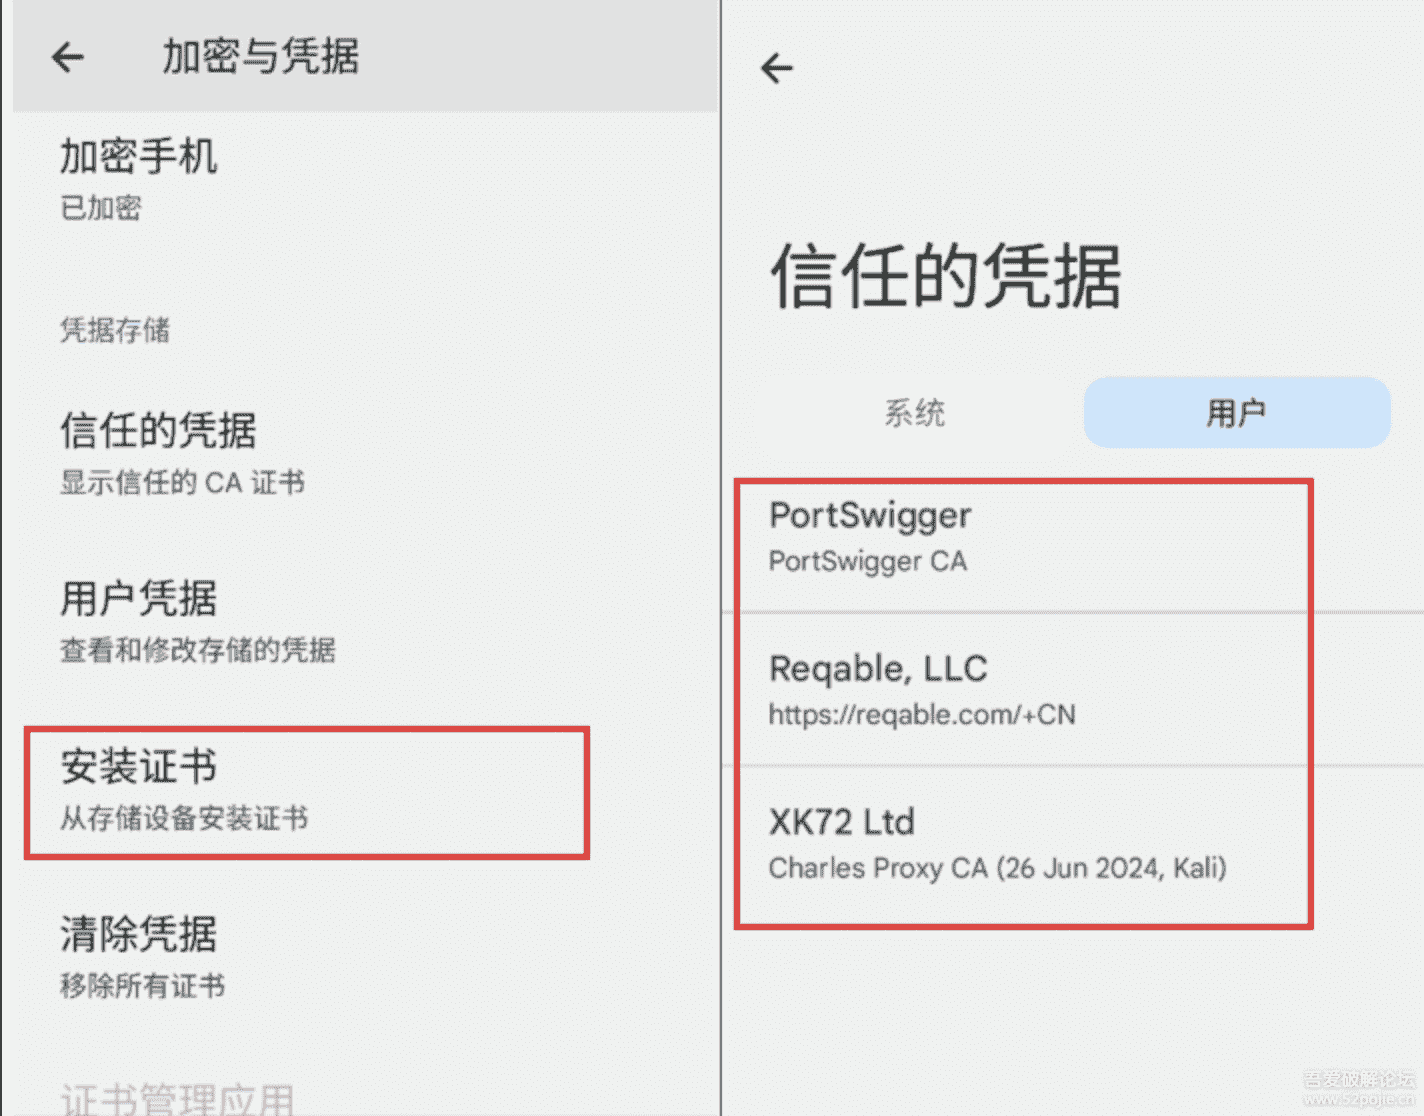 加密与凭据
加密手机
已加密
凭据存储
信任的凭据
显示信任的 CA 证书
用户凭据
查看和修改存储的凭据
安装证书
从存储设备安装证书
清除凭据
移除所有证书
证书管理应用
信任的凭据
系统
用户
PortSwigger
PortSwigger CA
Reqable, LLC
https://reqable.com/+CN
XK72 Ltd
Charles Proxy CA (26 Jun 2024, Kali)
吾爱破解论坛
www.52pojie.cn